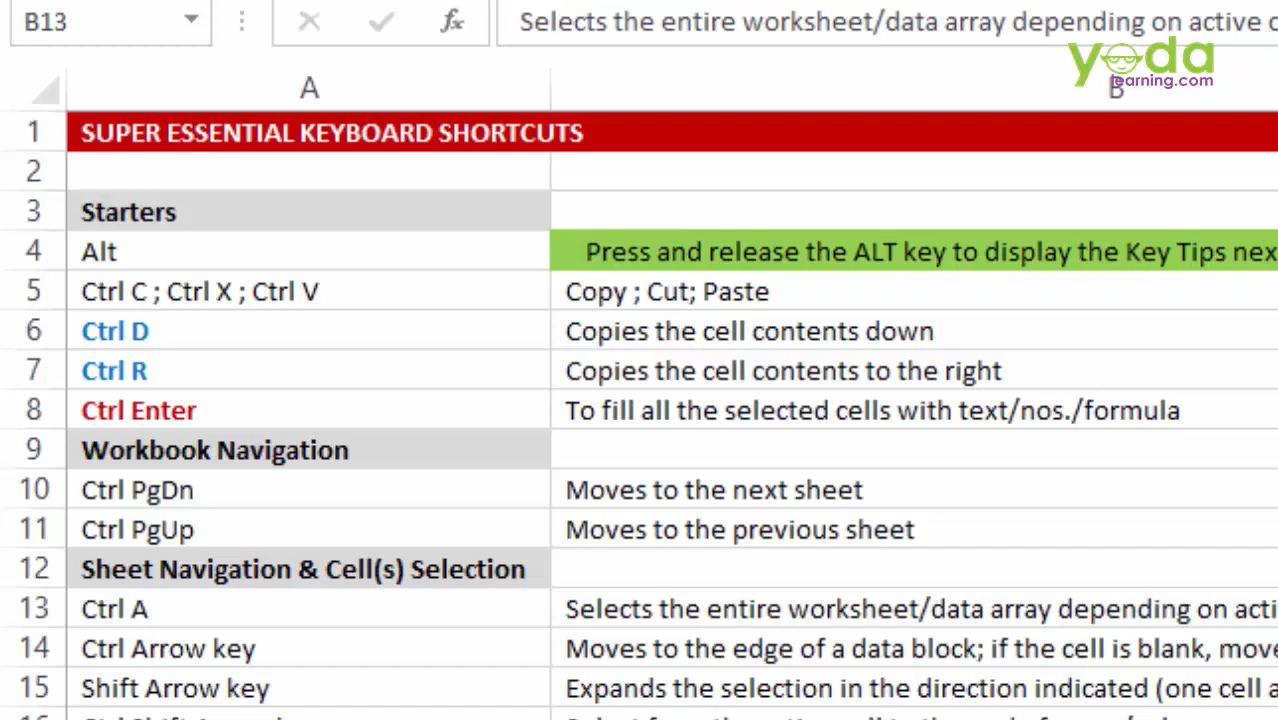 B13 fx Selects the entire worksheet/data array depending on active
yoda
learning.com
A B
1 SUPER ESSENTIAL KEYBOARD SHORTCUTS
2
3 Starters
4 Alt Press and release the ALT key to display the Key Tips
5 Ctrl C ; Ctrl X ; Ctrl V Copy ; Cut; Paste
6 Ctrl D Copies the cell contents down
7 Ctrl R Copies the cell contents to the right
8 Ctrl Enter To fill all the selected cells with text/nos./formula
9 Workbook Navigation
10 Ctrl PgDn Moves to the next sheet
11 Ctrl PgUp Moves to the previous sheet
12 Sheet Navigation & Cell(s) Selection
13 Ctrl A Selects the entire worksheet/data array depending on
14 Ctrl Arrow key Moves to the edge of a data block; if the cell is blank,
15 Shift Arrow key Expands the selection in the direction indicated (one cell